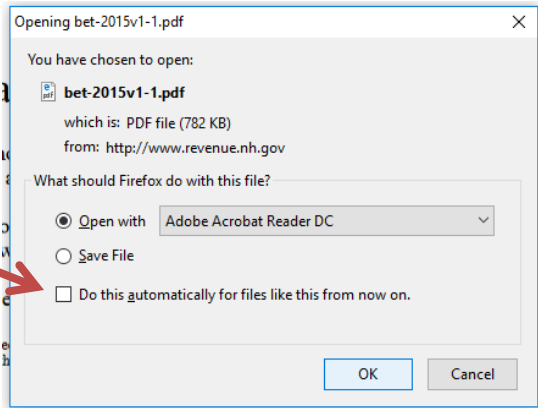 Opening bet-2015v1-1.pdf
You have chosen to open:
bet-2015v1-1.pdf
which is: PDF file (782 KB)
from: http://www.revenue.nh.gov
What should Firefox do with this file?
Open with Adobe Acrobat Reader DC
Save File
Do this automatically for files like this from now on.
OK Cancel